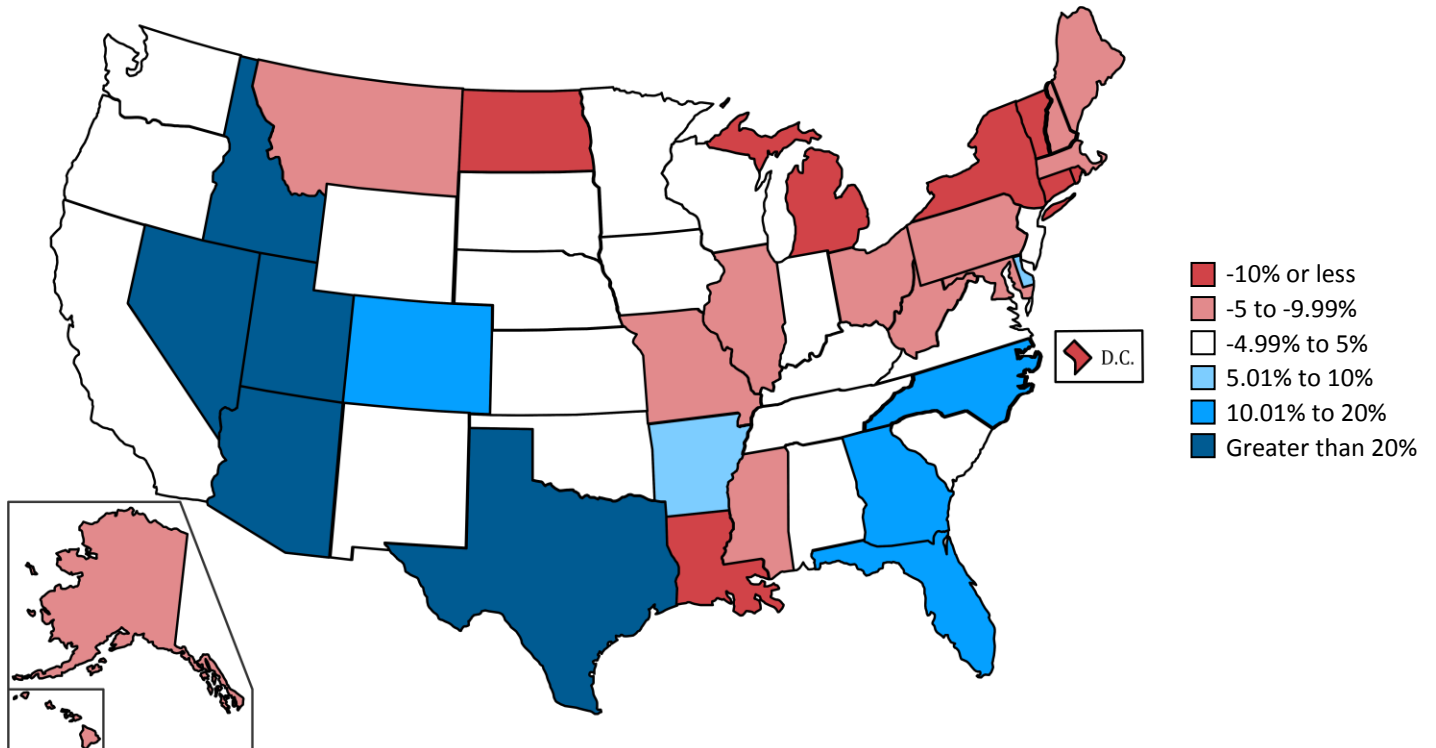 -10% or less
-5 to -9.99%
-4.99% to 5%
D.C.
5.01% to 10%
10.01% to 20%
Greater than 20%